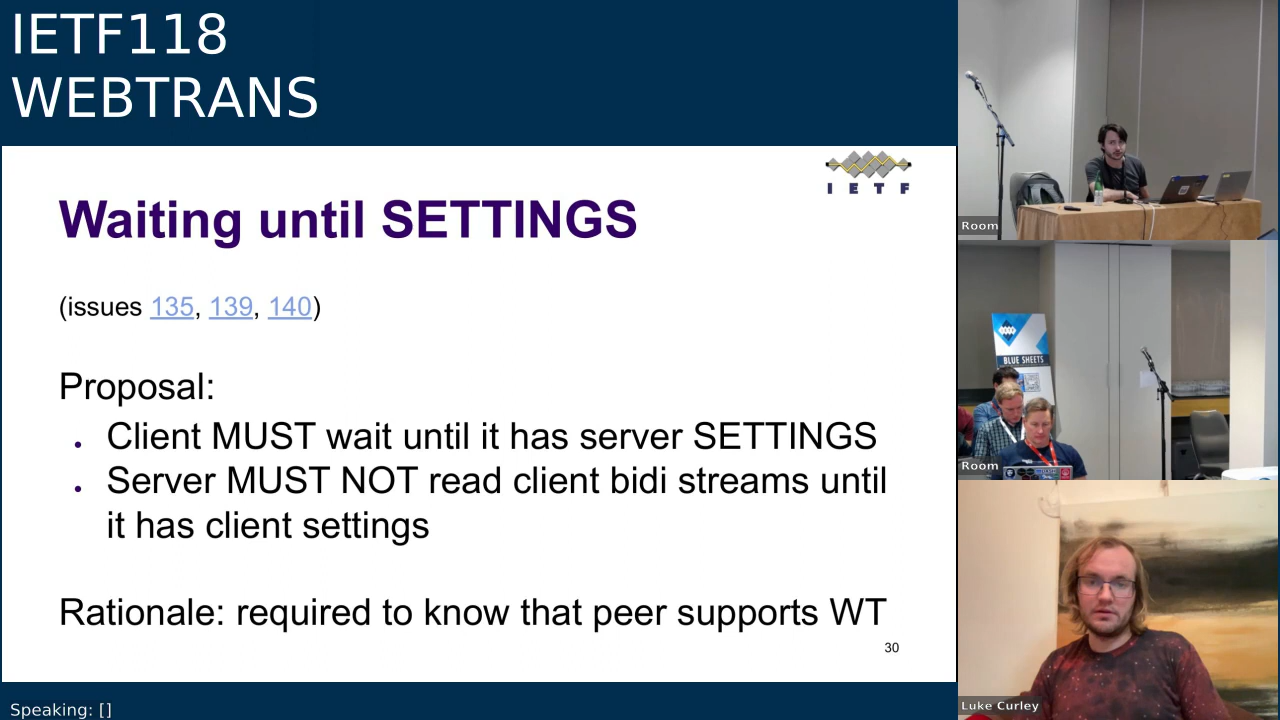 IETF118
WEBTRANS
I E T F
Waiting until SETTINGS
(issues 135, 139, 140)
Proposal:
• Client MUST wait until it has server SETTINGS
• Server MUST NOT read client bidi streams until
it has client settings
Rationale: required to know that peer supports WT
30
Speaking: []
Room
BLUE SHEETS
Room
Luke Curley